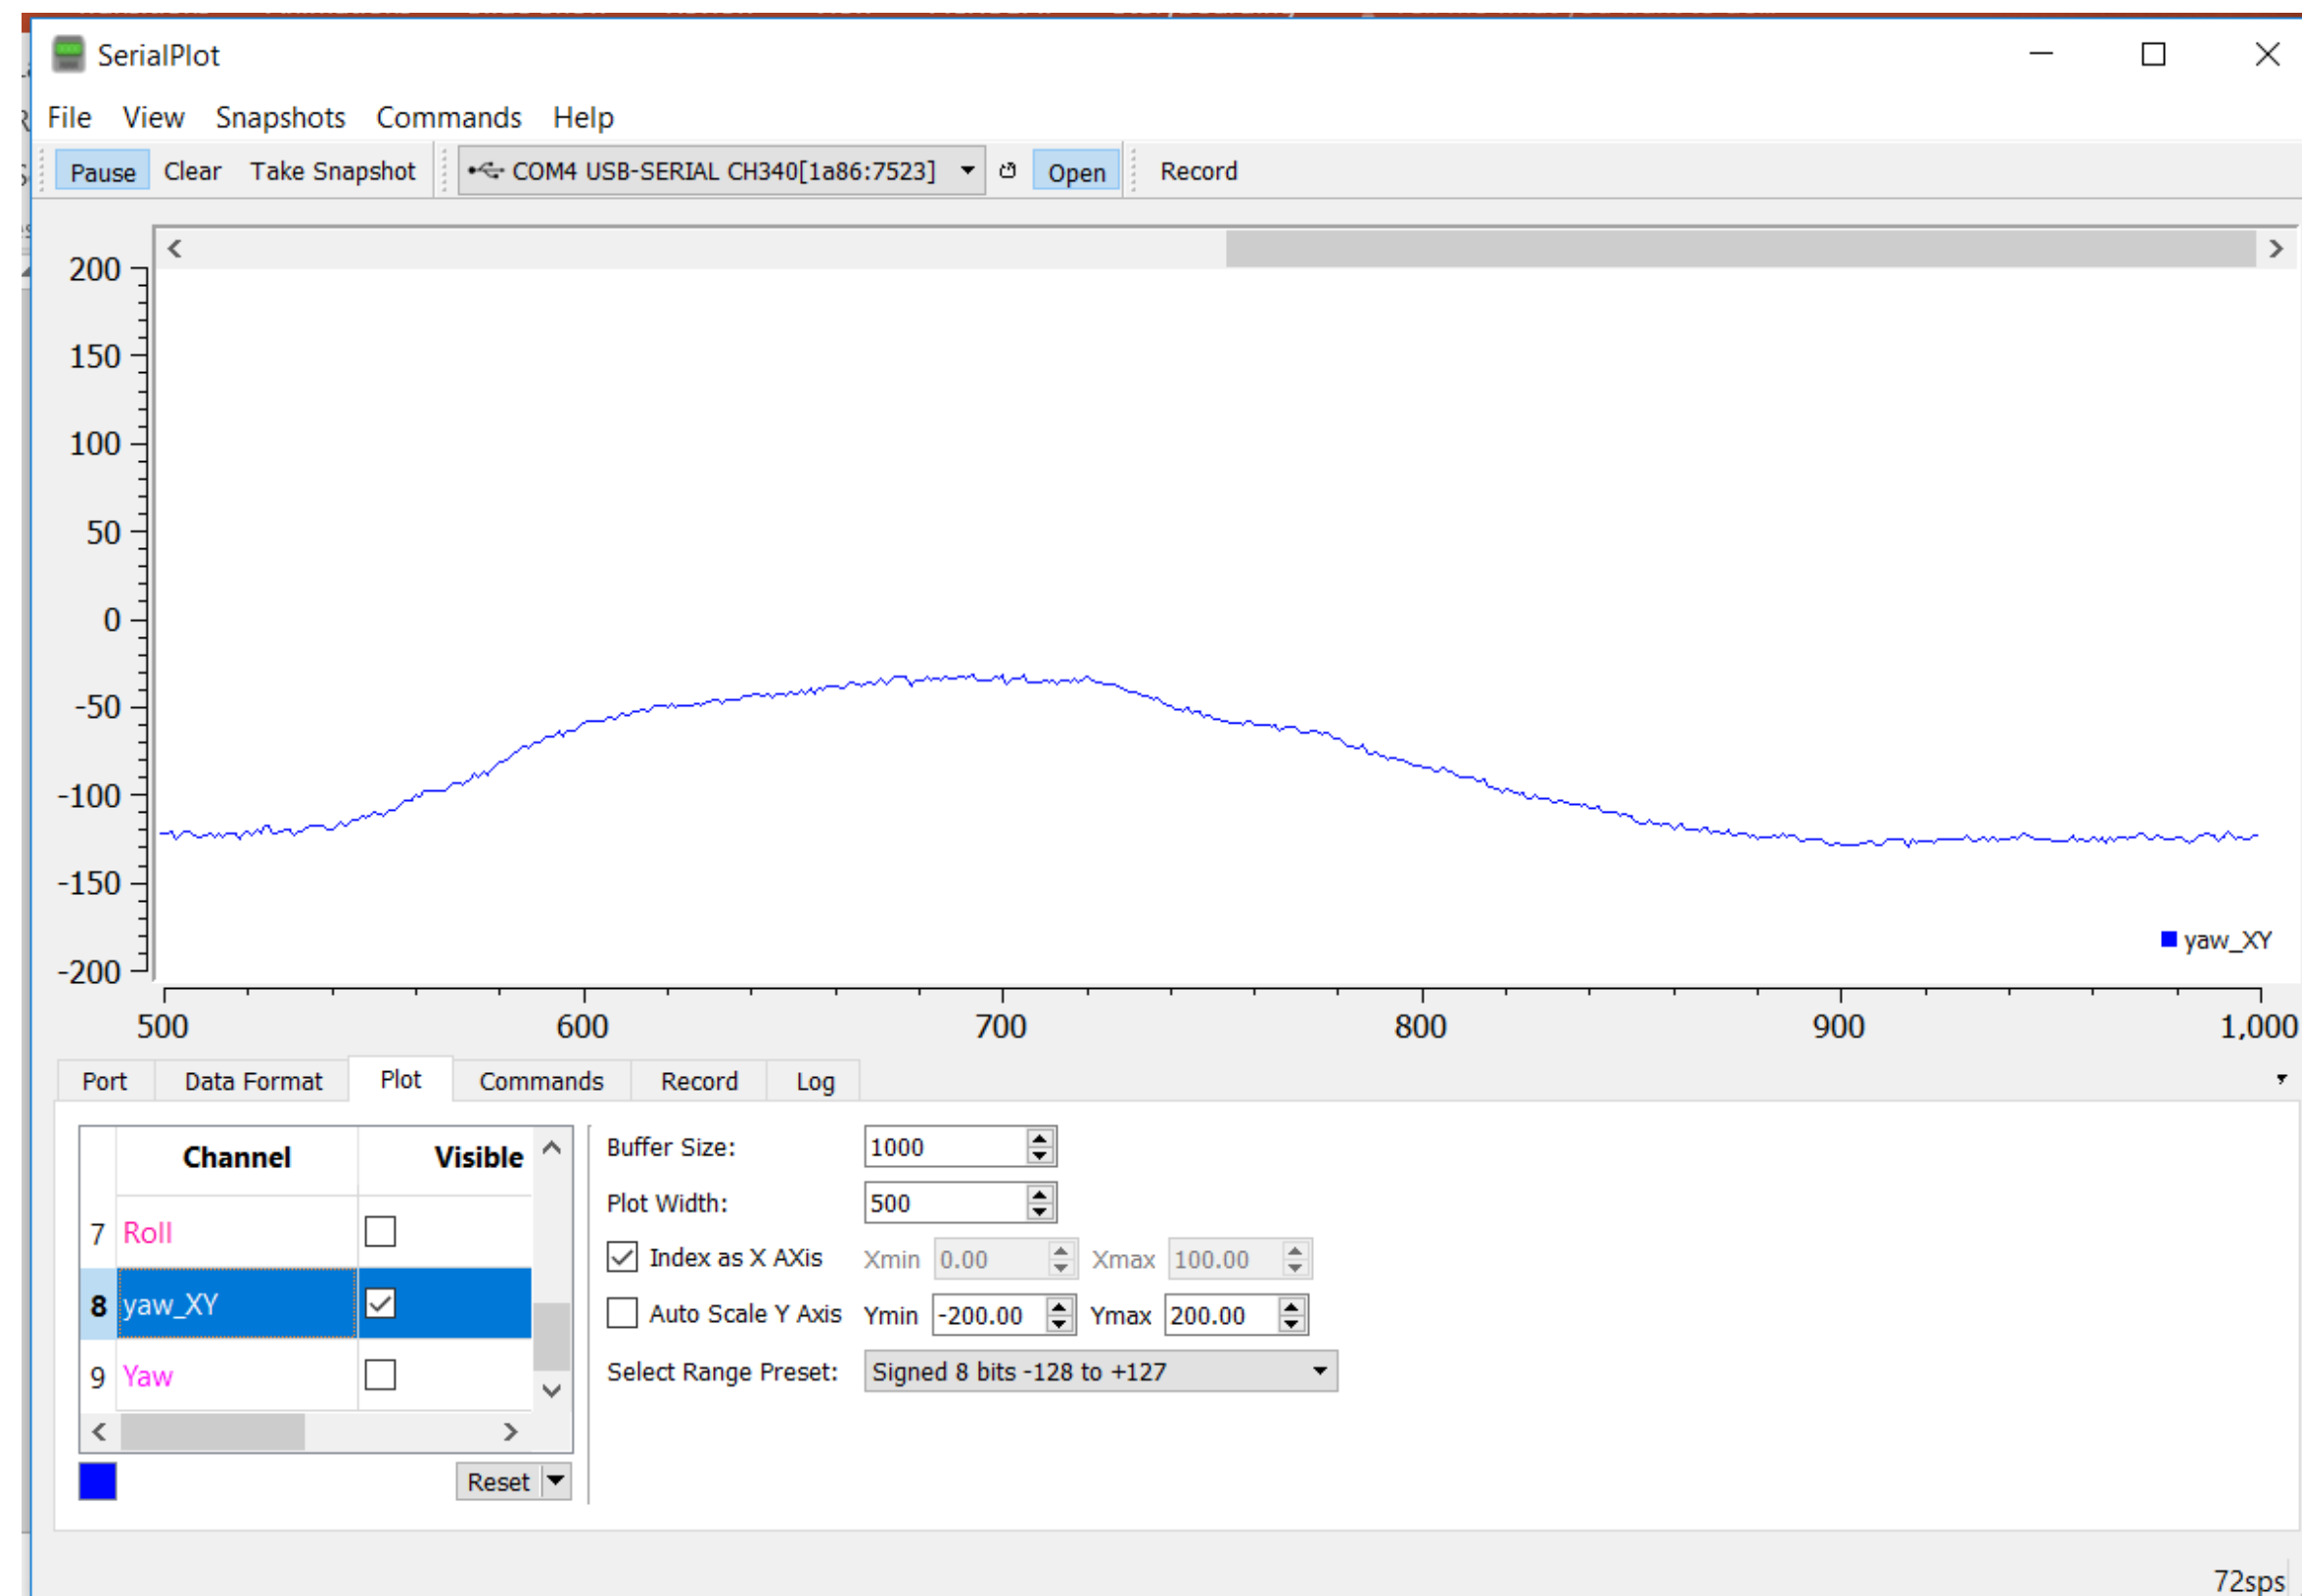 SerialPlot
File View Snapshots Commands Help
Pause Clear Take Snapshot COM4 USB-SERIAL CH340[1a86:7523] Open Record
200
150
100
50
0
-50
-100
-150
-200
yaw_XY
500 600 700 800 900 1,000
Port Data Format Plot Commands Record Log
Channel Visible
7 Roll
8 yaw_XY
9 Yaw
Reset
Buffer Size: 1000
Plot Width: 500
Index as X AXis Xmin 0.00 Xmax 100.00
Auto Scale Y Axis Ymin -200.00 Ymax 200.00
Select Range Preset: Signed 8 bits -128 to +127
72sps